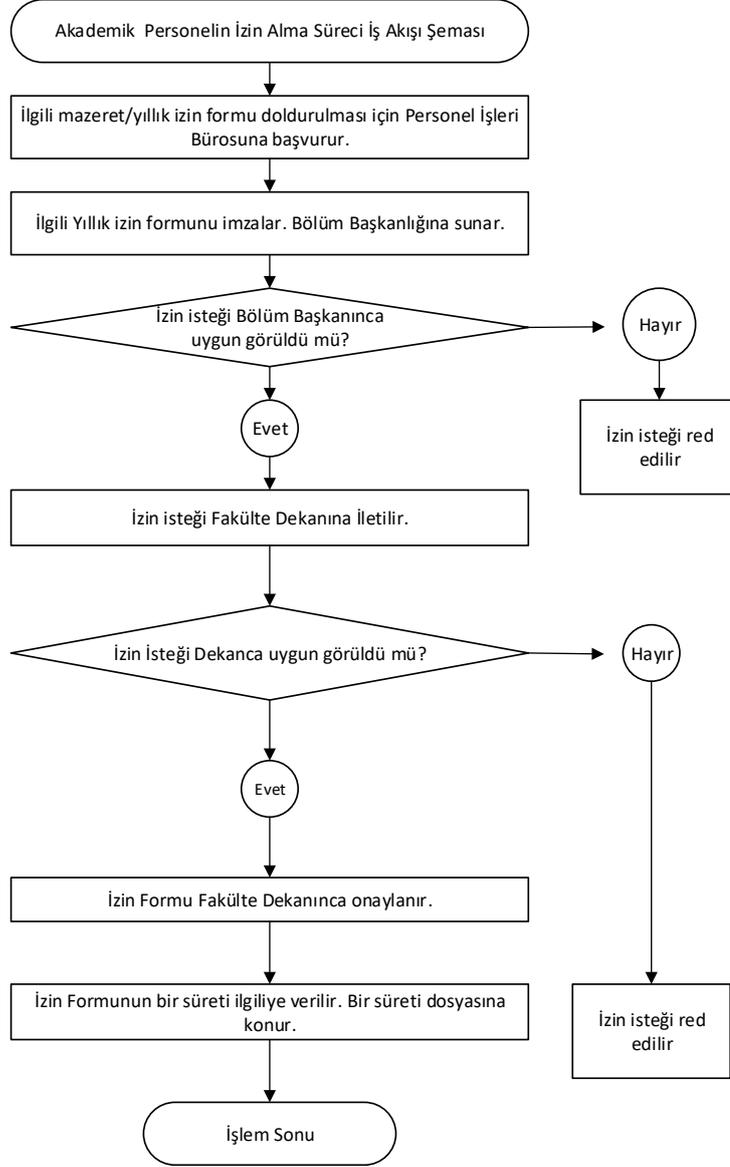 Akademik Personelin İzin Alma Süreci İş Akışı Şeması
İlgili mazeret/yıllık izin formu doldurulması için Personel İşleri
Bürosuna başvurur.
İlgili Yıllık izin formunu imzalar. Bölüm Başkanlığına sunar.
İzin isteği Bölüm Başkanınca
uygun görüldü mü?
Hayır
İzin isteği red
edilir
Evet
İzin isteği Fakülte Dekanına İletilir.
İzin İsteği Dekanca uygun görüldü mü?
Hayır
Evet
İzin Formu Fakülte Dekanınca onaylanır.
İzin Formunun bir süreti ilgiliye verilir. Bir süreti dosyasına
konur.
İzin isteği red
edilir
İşlem Sonu